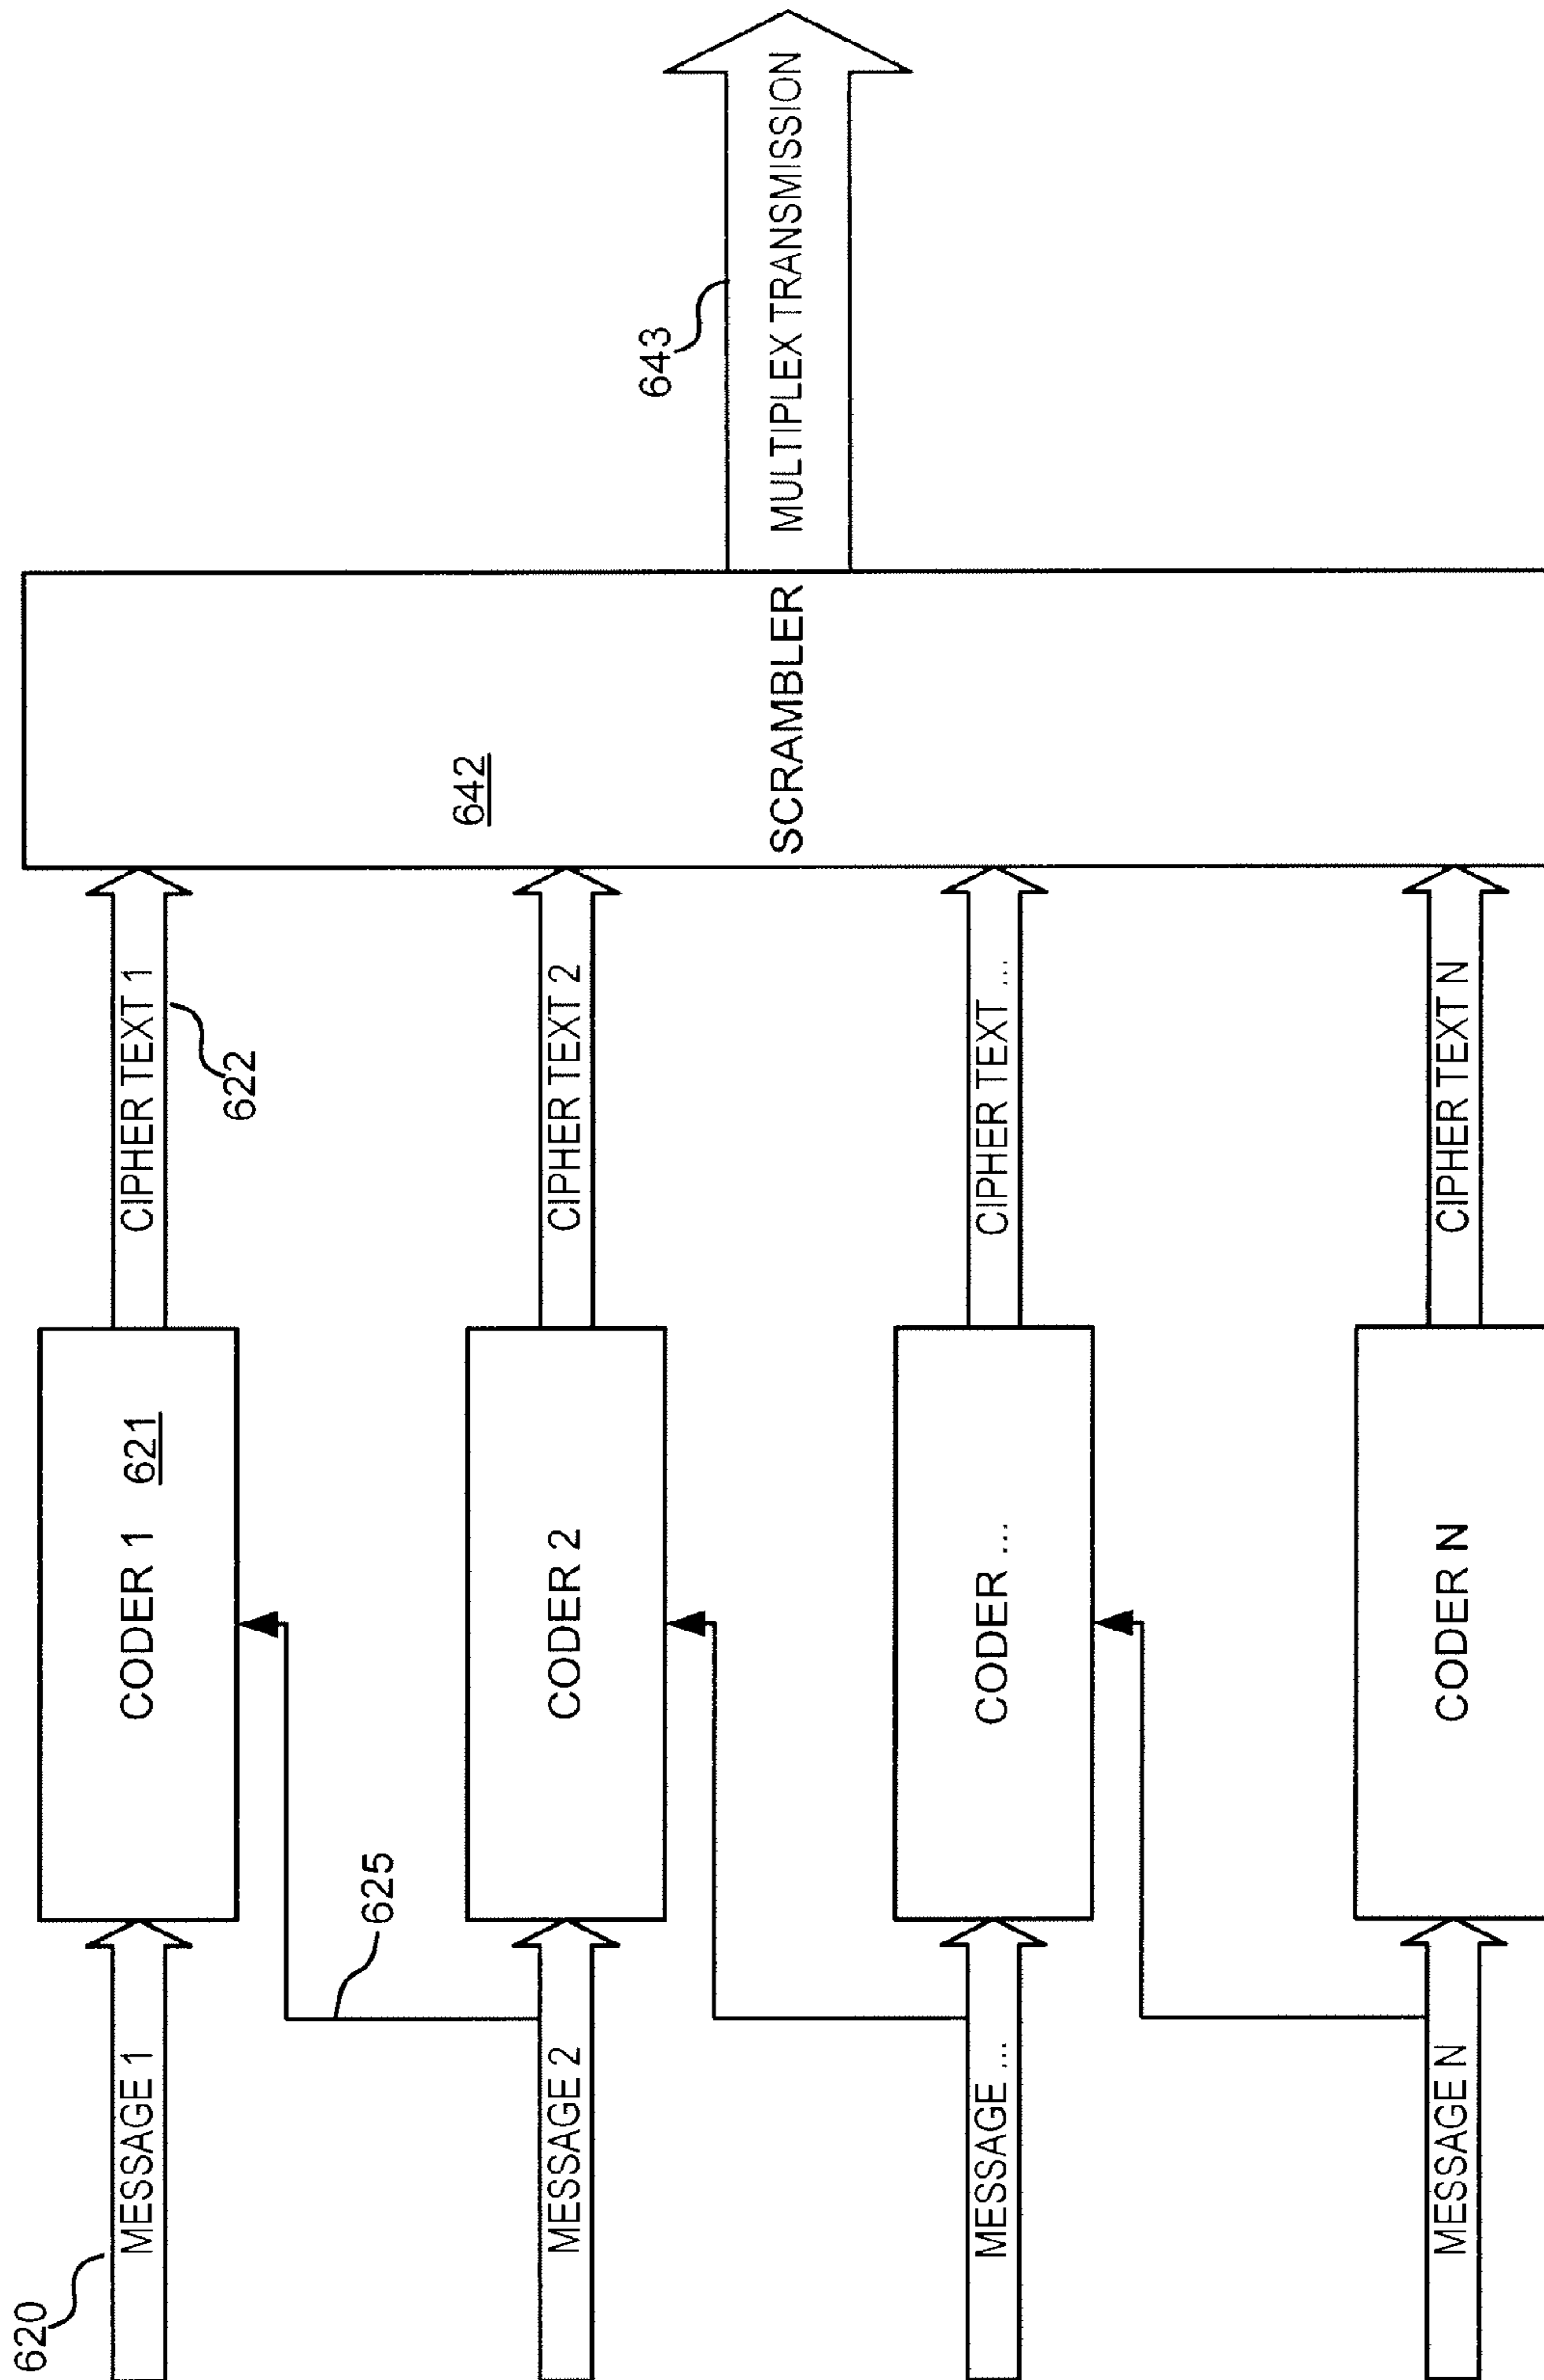 620
MESSAGE 1
CODER 1
621
CIPHER TEXT 1
622
625
MESSAGE 2
CODER 2
CIPHER TEXT 2
642
SCRAMBLER
643
MULTIPLEX TRANSMISSION
MESSAGE ...
CODER ...
CIPHER TEXT ...
MESSAGE N
CODER N
CIPHER TEXT N